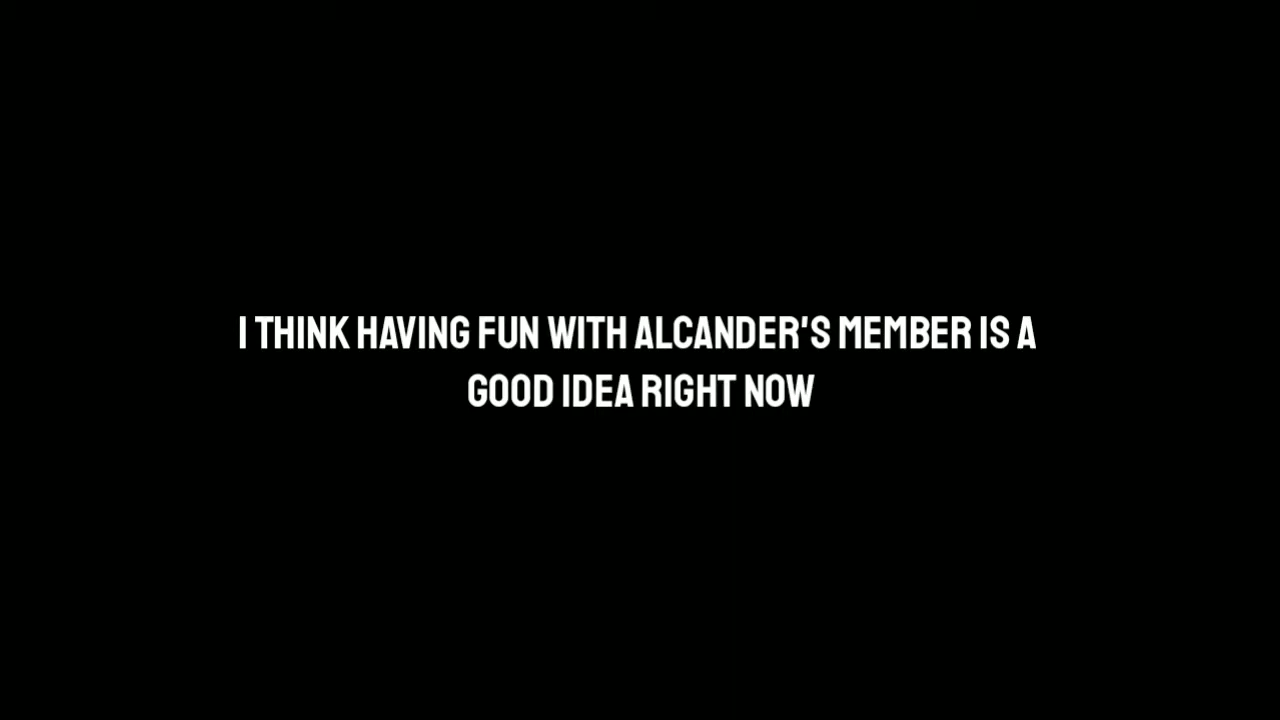 I THINK HAVING FUN WITH ALCANDER'S MEMBER IS A
GOOD IDEA RIGHT NOW